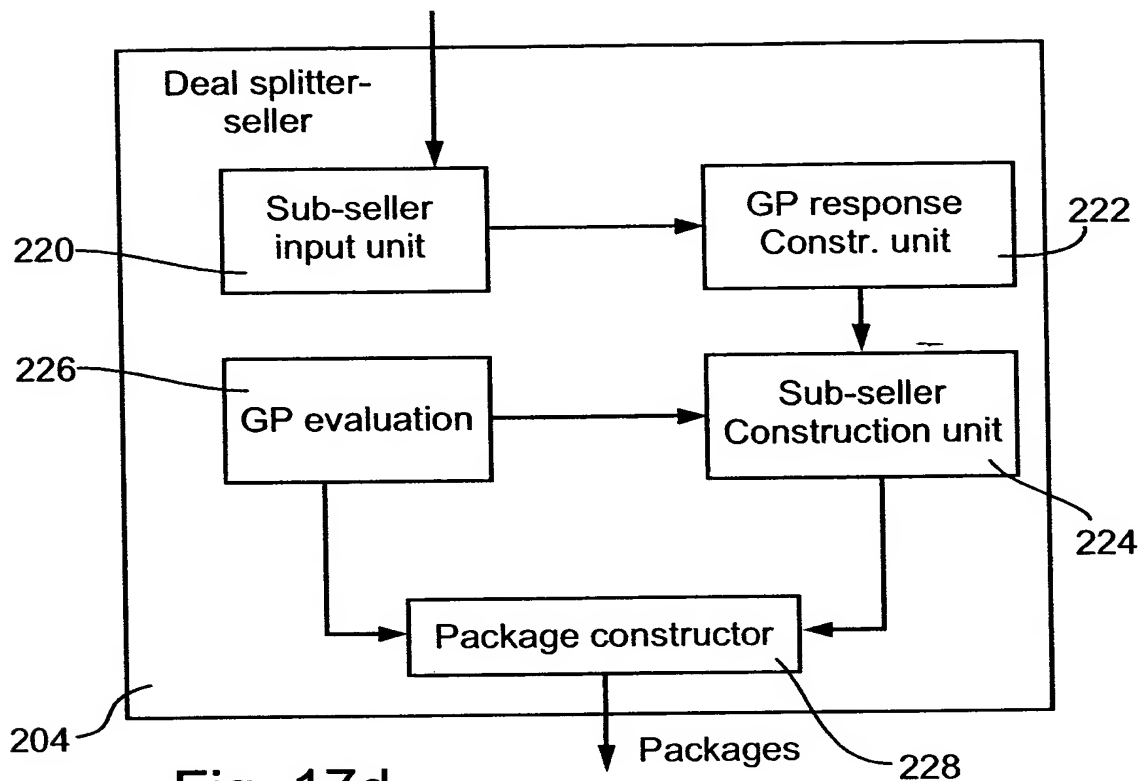 Deal splitter-
seller
Sub-seller
input unit
GP response
Constr. unit
222
220
226
GP evaluation
Sub-seller
Construction unit
224
Package constructor
204
Packages
228
Fig. 17d